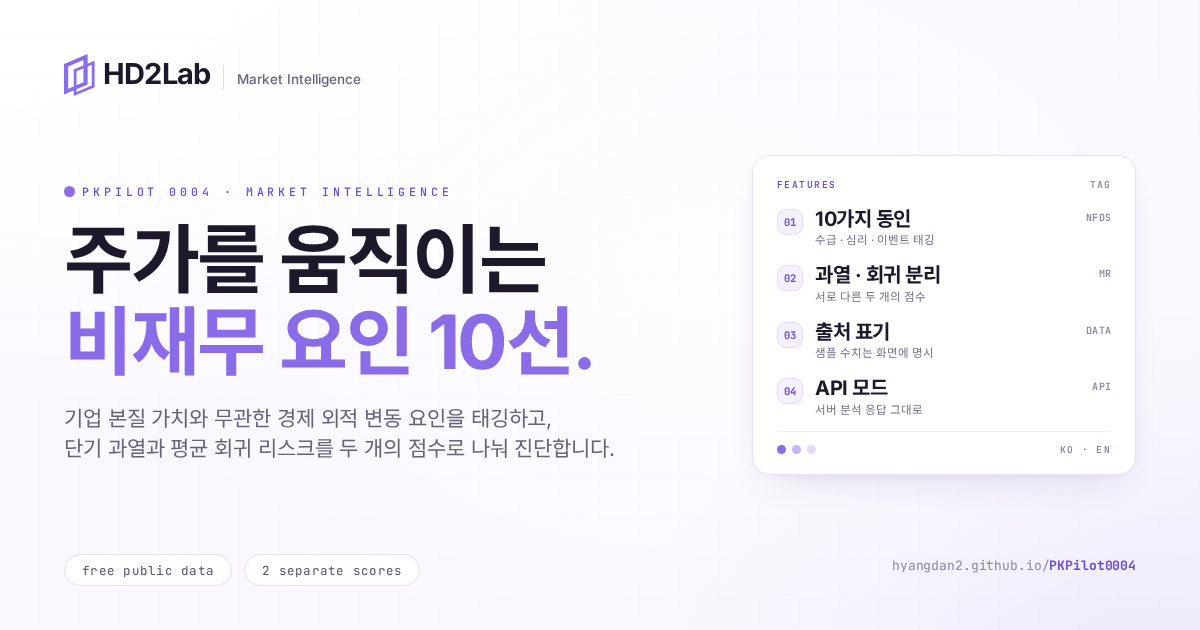 HD2Lab
Market Intelligence
PKPILOT 0004 · MARKET INTELLIGENCE
주가를 움직이는
비재무 요인 10선.
기업 본질 가치와 무관한 경제 외적 변동 요인을 태깅하고,
단기 과열과 평균 회귀 리스크를 두 개의 점수로 나눠 진단합니다.
free public data
2 separate scores
FEATURES
TAG
01
10가지 동인
NFDS
수급 · 심리 · 이벤트 태깅
02
과열 · 회귀 분리
MR
서로 다른 두 개의 점수
03
출처 표기
DATA
샘플 수치는 화면에 명시
04
API 모드
API
서버 분석 응답 그대로
KO · EN
hyangdan2.github.io/PKPilot0004